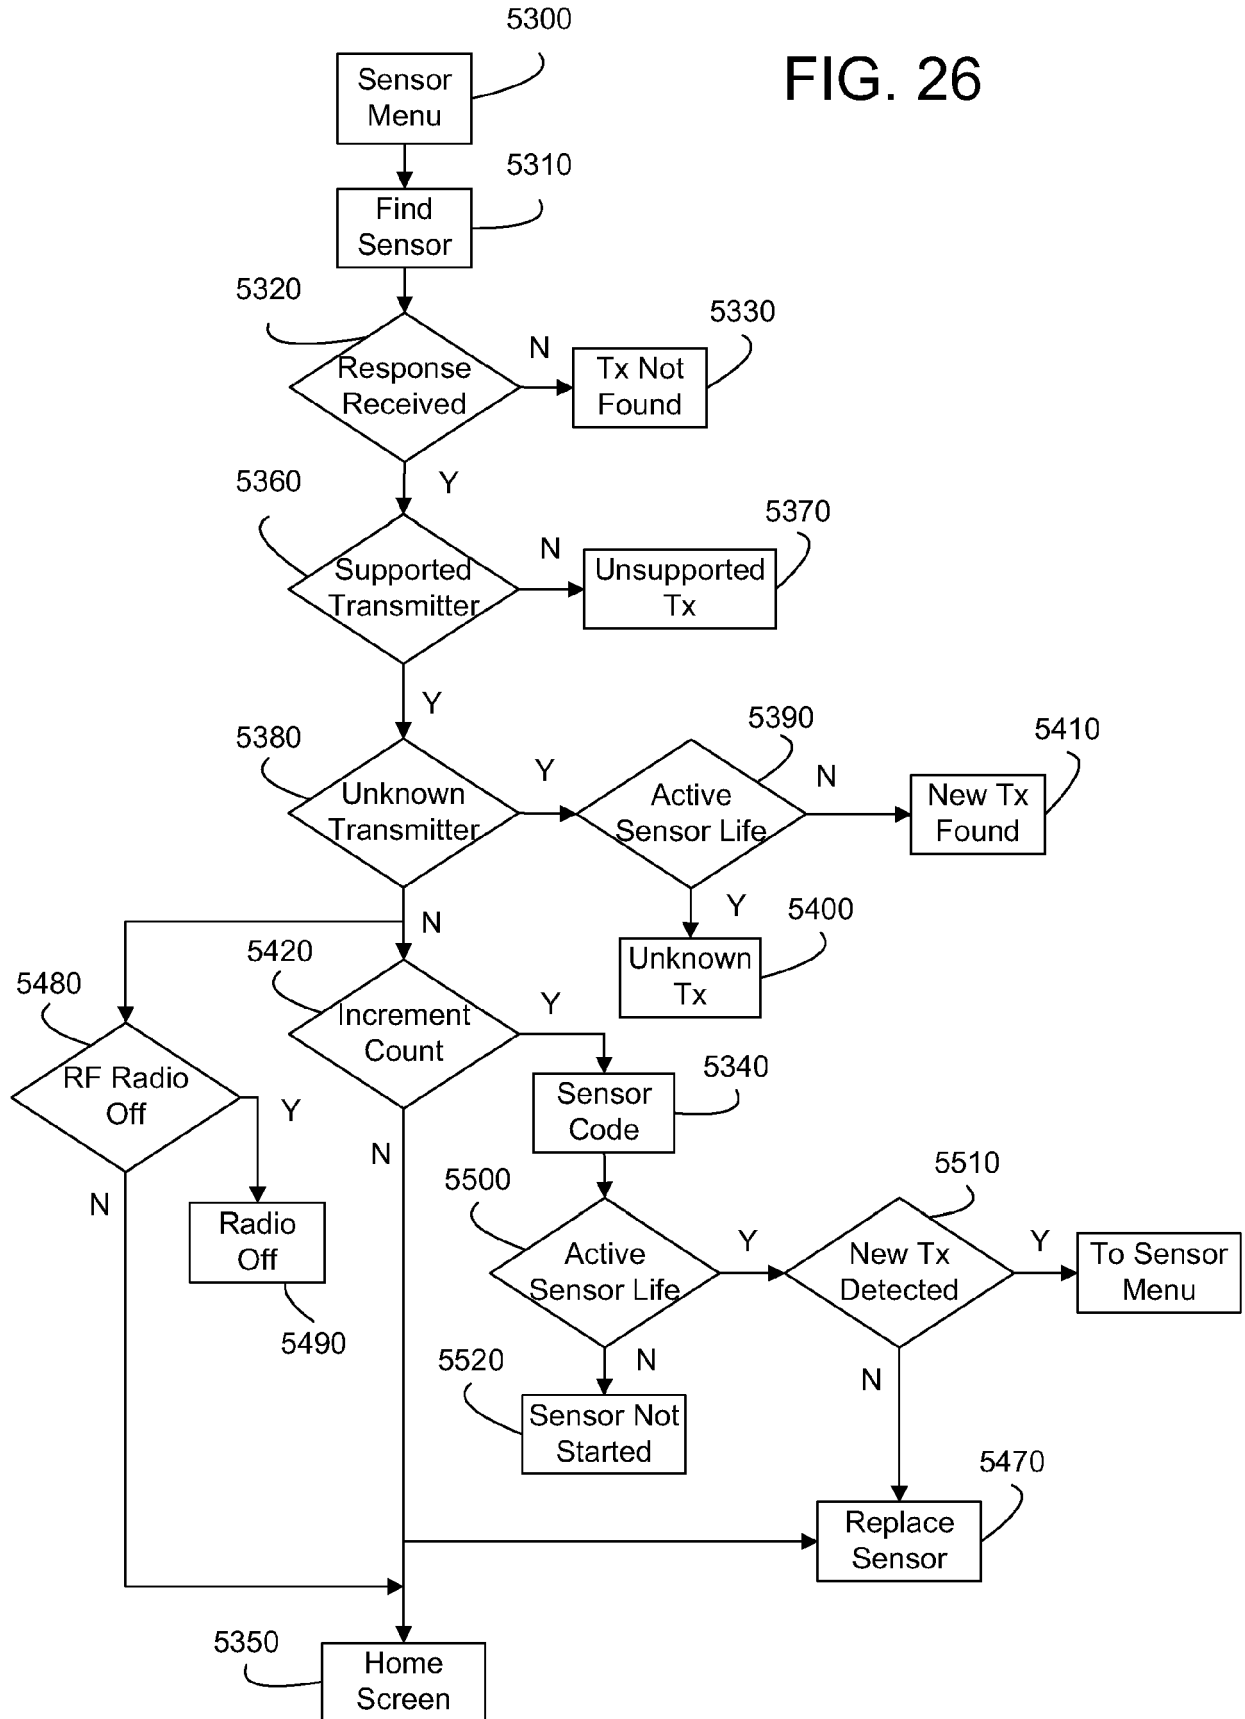 5300
FIG. 26
Sensor
Menu
5310
Find
Sensor
5320
5330
Response
Received
N
Tx Not
Found
Y
5360
5370
Supported
Transmitter
N
Unsupported
Tx
Y
5380
5390
5410
Unknown
Transmitter
Y
Active
Sensor Life
N
New Tx
Found
N
Y
5400
Unknown
Tx
5420
5480
Increment
Count
Y
RF Radio
Off
Y
5340
Sensor
Code
N
N
5500
5510
Radio
Off
5490
Active
Sensor Life
Y
New Tx
Detected
Y
To Sensor
Menu
5520
N
N
Sensor Not
Started
5470
Replace
Sensor
5350
Home
Screen